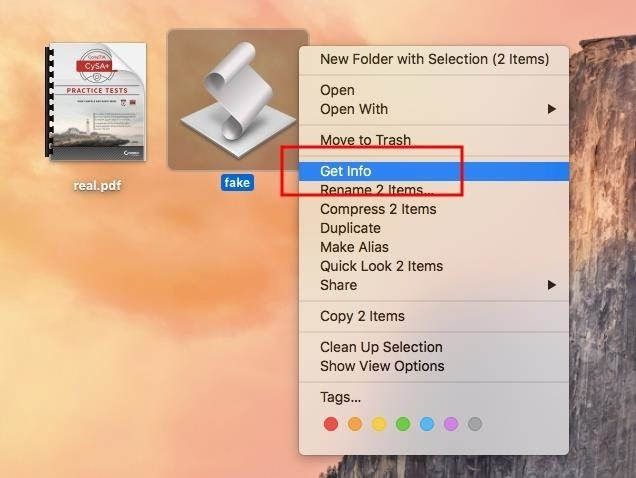 CompTIA
CySA+
PRACTICE TESTS
real.pdf
fake
New Folder with Selection (2 Items)
Open
Open With
Move to Trash
Get Info
Rename 2 Items...
Compress 2 Items
Duplicate
Make Alias
Quick Look 2 Items
Share
Copy 2 Items
Clean Up Selection
Show View Options
Tags...